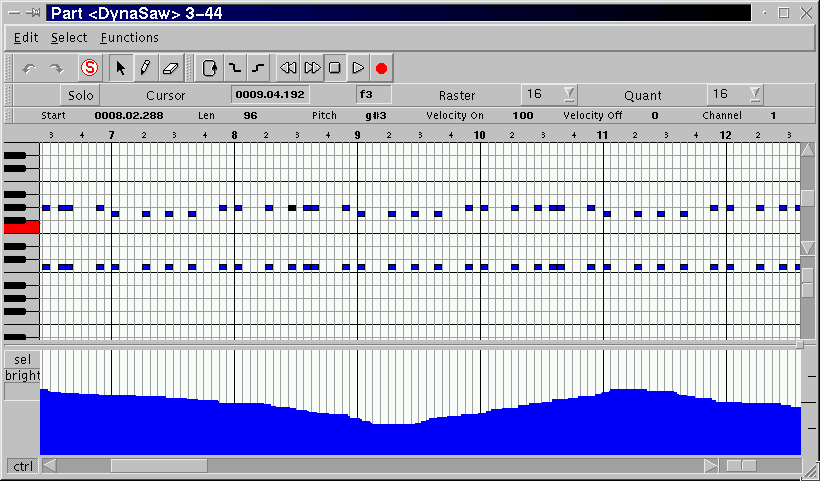 Part <DynaSaw> 3-44
Edit Select Functions
S
Solo Cursor 0009.04.192 f3 Raster 16 Quant 16
Start 0008.02.288 Len 96 Pitch g#3 Velocity On 100 Velocity Off 0 Channel 1
3 4 7 2 3 4 8 2 3 4 9 2 3 4 10 2 3 4 11 2 3 4 12 2 3
sel
bright
ctrl